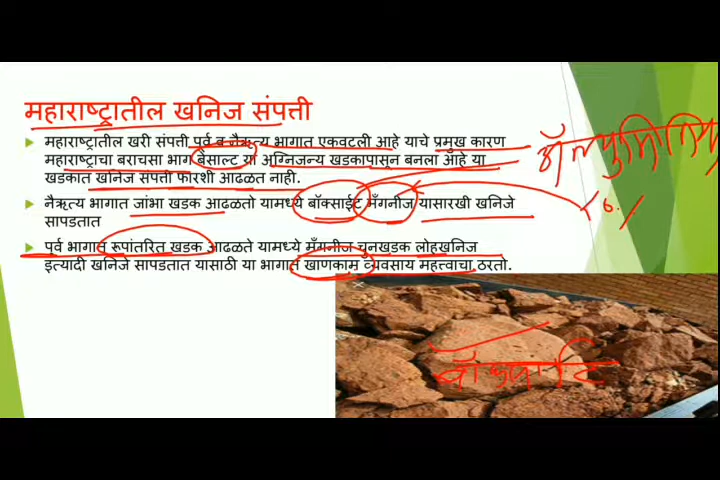 महाराष्ट्रातील खनिज संपत्ती
महाराष्ट्रातील खरी संपत्ती पूर्व व नैऋत्य भागात एकवटली आहे याचे प्रमुख कारण
महाराष्ट्राचा बराचसा भाग बेसाल्ट या अग्निजन्य खडकापासून बनला आहे या
खडकात खनिज संपत्ती फारशी आढळत नाही.
नैऋत्य भागात जांभा खडक आढळतो यामध्ये बॉक्साईट मँगनीज यासारखी खनिजे
सापडतात
पूर्व भागात रूपांतरित खडक आढळते यामध्ये मँगनीज चुनखडक लोहखनिज
इत्यादी खनिजे सापडतात यासाठी या भागात खाणकाम व्यवसाय महत्त्वाचा ठरतो.